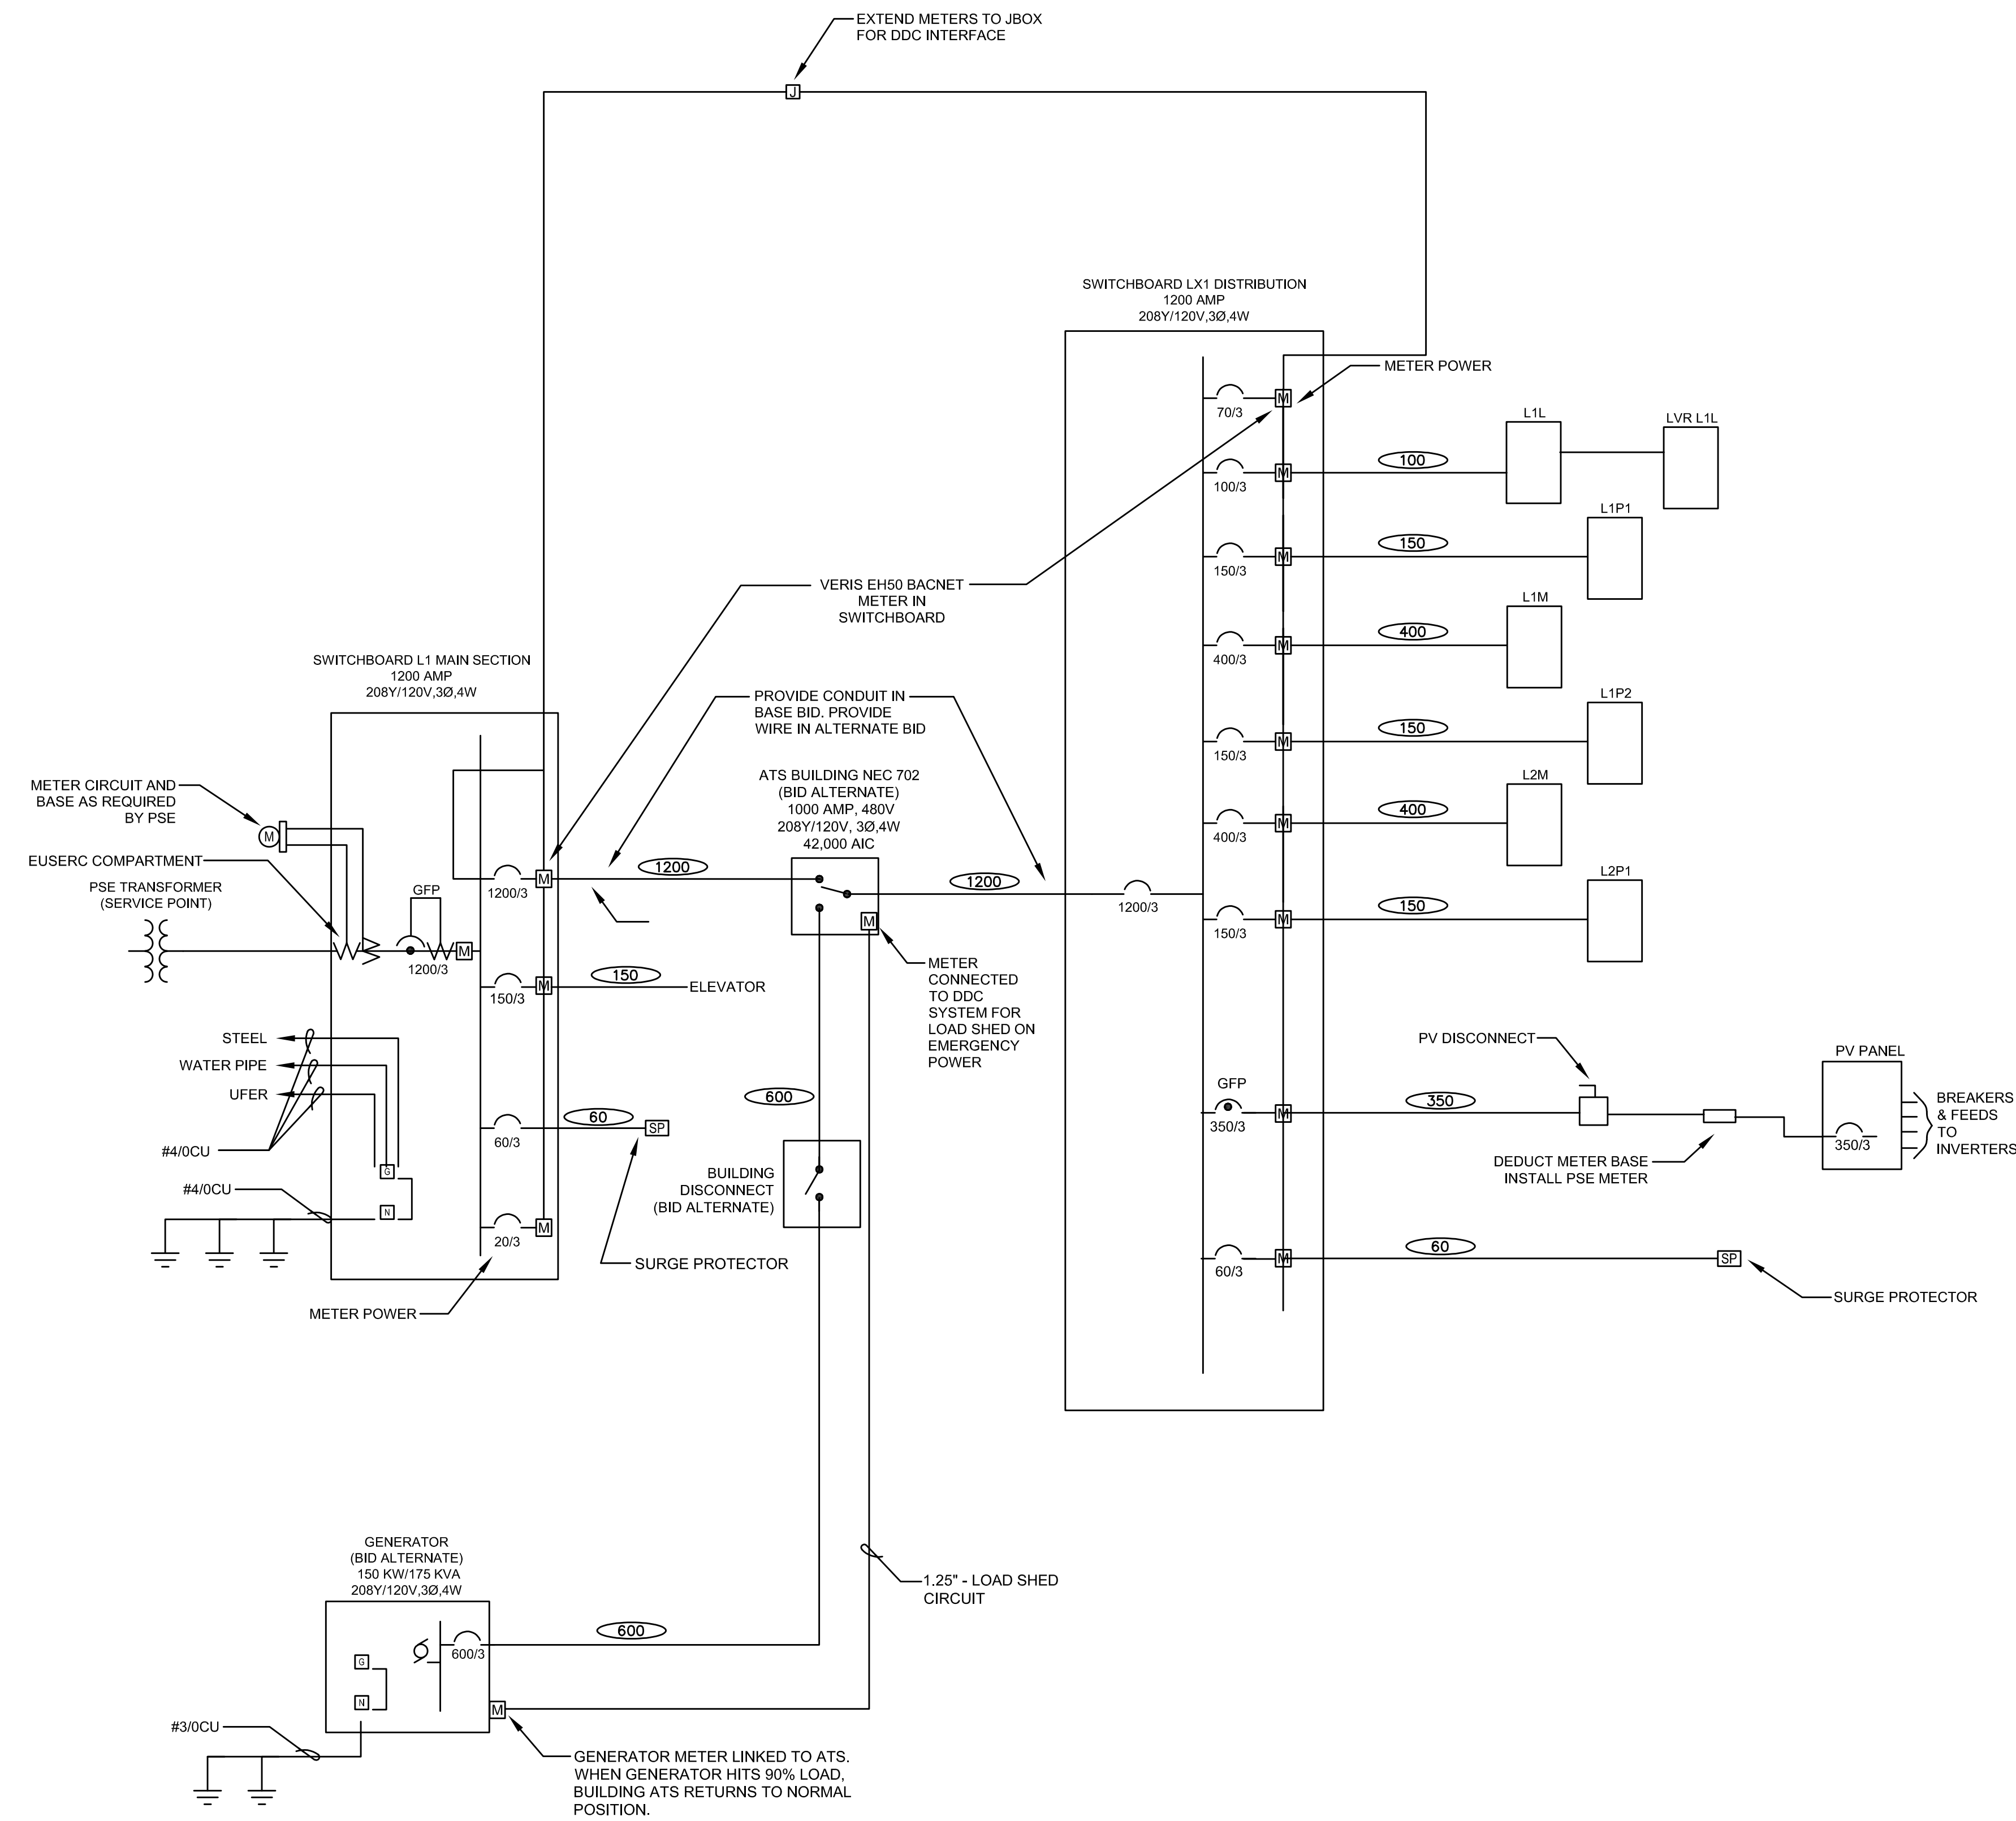 EXTEND METERS TO JBOX
FOR DDC INTERFACE
J
SWITCHBOARD LX1 DISTRIBUTION
1200 AMP
208Y/120V,3Ø,4W
METER POWER
70/3
M
L1L
LVR L1L
100
100/3
M
L1P1
150
150/3
M
VERIS EH50 BACNET
METER IN
SWITCHBOARD
L1M
400
400/3
M
L1P2
150
150/3
M
L2M
400
400/3
M
L2P1
150
150/3
M
SWITCHBOARD L1 MAIN SECTION
1200 AMP
208Y/120V,3Ø,4W
PROVIDE CONDUIT IN
BASE BID. PROVIDE
WIRE IN ALTERNATE BID
ATS BUILDING NEC 702
(BID ALTERNATE)
1000 AMP, 480V
208Y/120V, 3Ø,4W
42,000 AIC
METER CIRCUIT AND
BASE AS REQUIRED
BY PSE
M
EUSERC COMPARTMENT
PSE TRANSFORMER
(SERVICE POINT)
GFP
1200/3
M
1200/3
M
1200
M
1200
1200/3
METER
CONNECTED
TO DDC
SYSTEM FOR
LOAD SHED ON
EMERGENCY
POWER
150/3
M
150
ELEVATOR
STEEL
WATER PIPE
UFER
#4/0CU
#4/0CU
G
N
60/3
60
SP
20/3
M
SURGE PROTECTOR
METER POWER
600
BUILDING
DISCONNECT
(BID ALTERNATE)
PV DISCONNECT
GFP
350/3
M
350
DEDUCT METER BASE
INSTALL PSE METER
PV PANEL
350/3
BREAKERS
& FEEDS
TO
INVERTERS
60/3
M
60
SP
SURGE PROTECTOR
GENERATOR
(BID ALTERNATE)
150 KW/175 KVA
208Y/120V,3Ø,4W
1.25" - LOAD SHED
CIRCUIT
G
N
600/3
600
M
#3/0CU
GENERATOR METER LINKED TO ATS.
WHEN GENERATOR HITS 90% LOAD,
BUILDING ATS RETURNS TO NORMAL
POSITION.